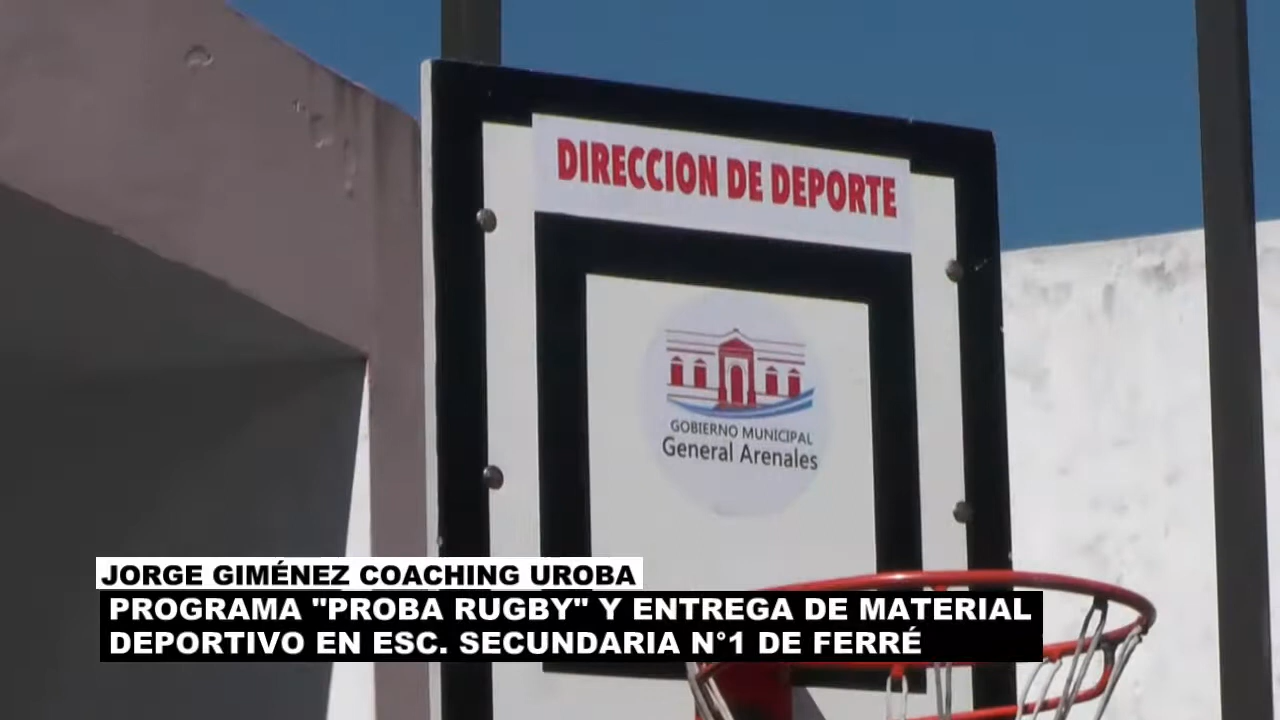 DIRECCION DE DEPORTE
GOBIERNO MUNICIPAL
General Arenales
JORGE GIMÉNEZ COACHING UROBA
PROGRAMA "PROBA RUGBY" Y ENTREGA DE MATERIAL
DEPORTIVO EN ESC. SECUNDARIA N°1 DE FERRÉ